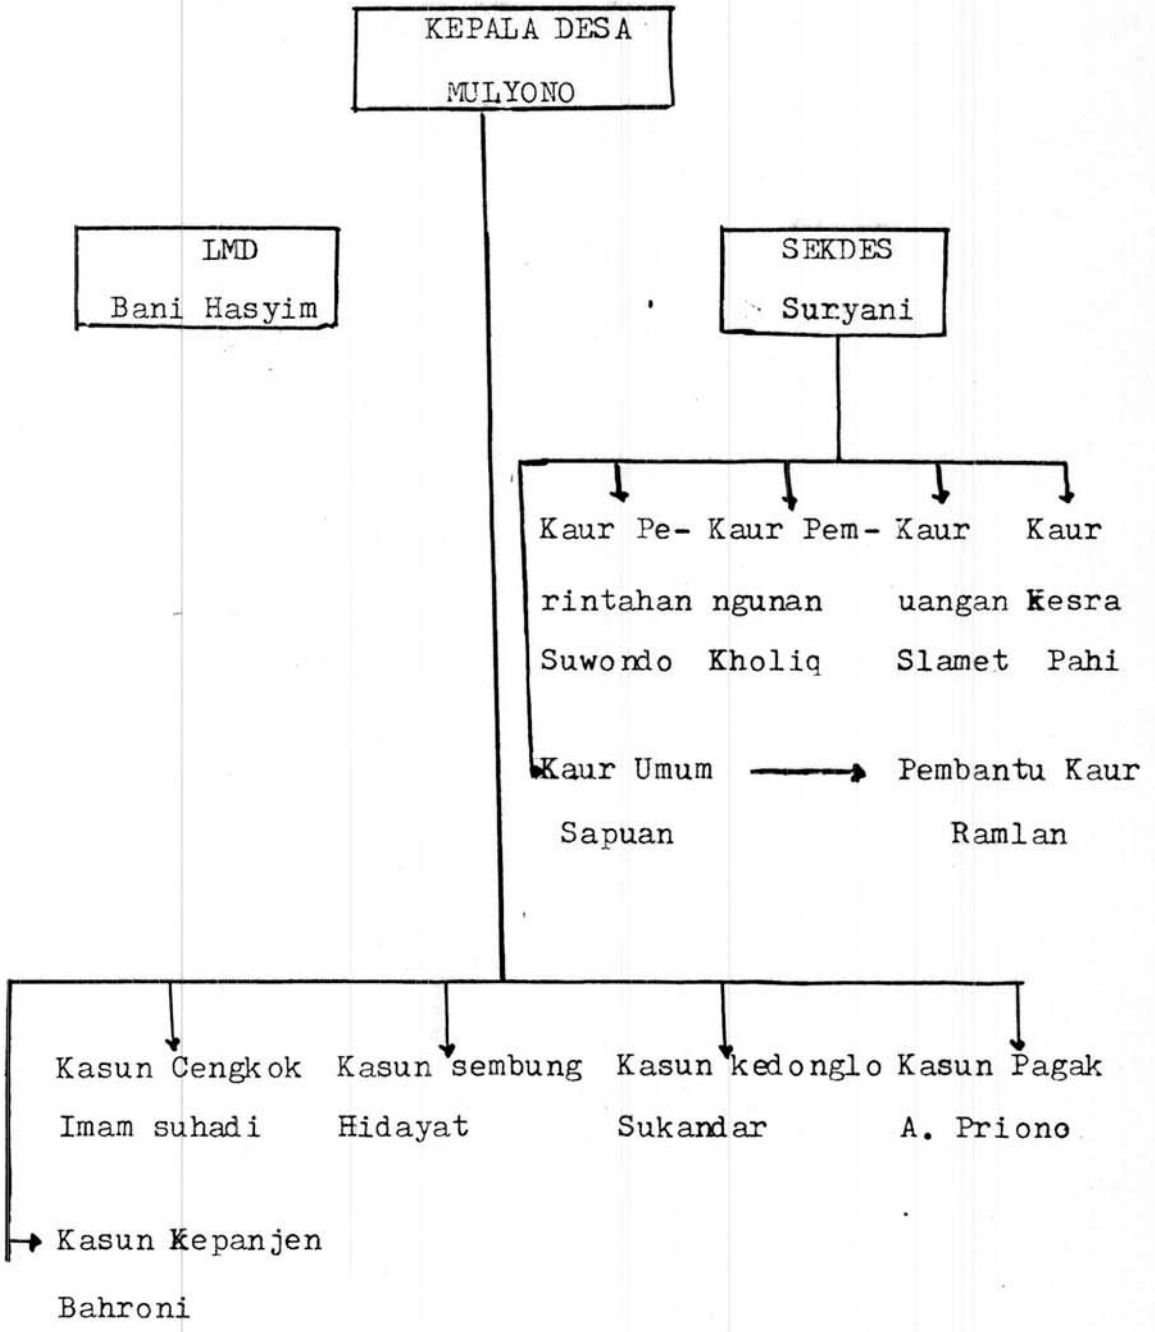 KEPALA DESA
MULYONO
LMD
Bani Hasyim
SEKDES
Suryani
Kaur Pe- Kaur Pem- Kaur Kaur
rintahan ngunan uangan Kesra
Suwondo Kholiq Slamet Pahi
Kaur Umum Pembantu Kaur
Sapuan Ramlan
Kasun Cengkok Kasun sembung Kasun kedonglo Kasun Pagak
Imam suhadi Hidayat Sukandar A. Priono
Kasun Kepanjen
Bahroni